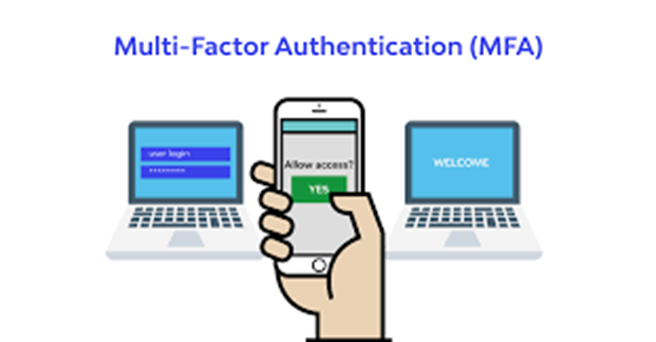 Multi-Factor Authentication (MFA)
user login
*********
Allow access?
YES
WELCOME